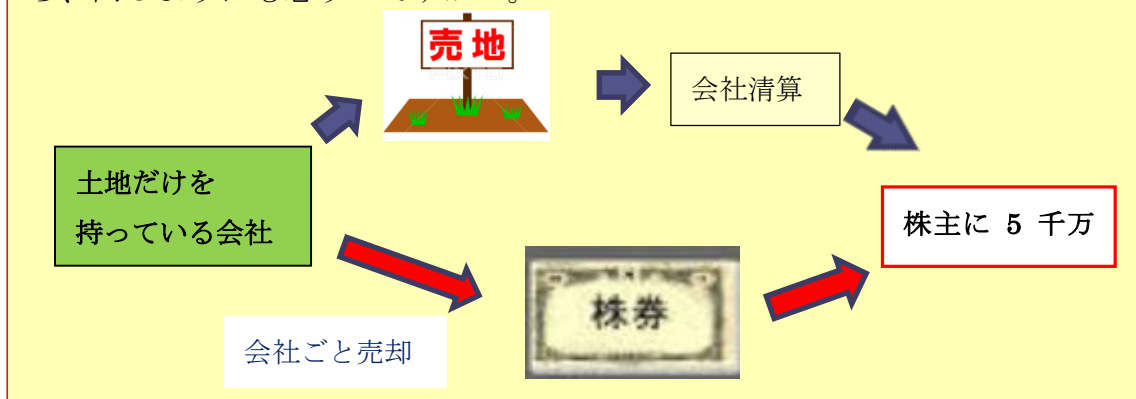 売地
会社清算
土地だけを
持っている会社
株主に 5 千万
株券
会社ごと売却